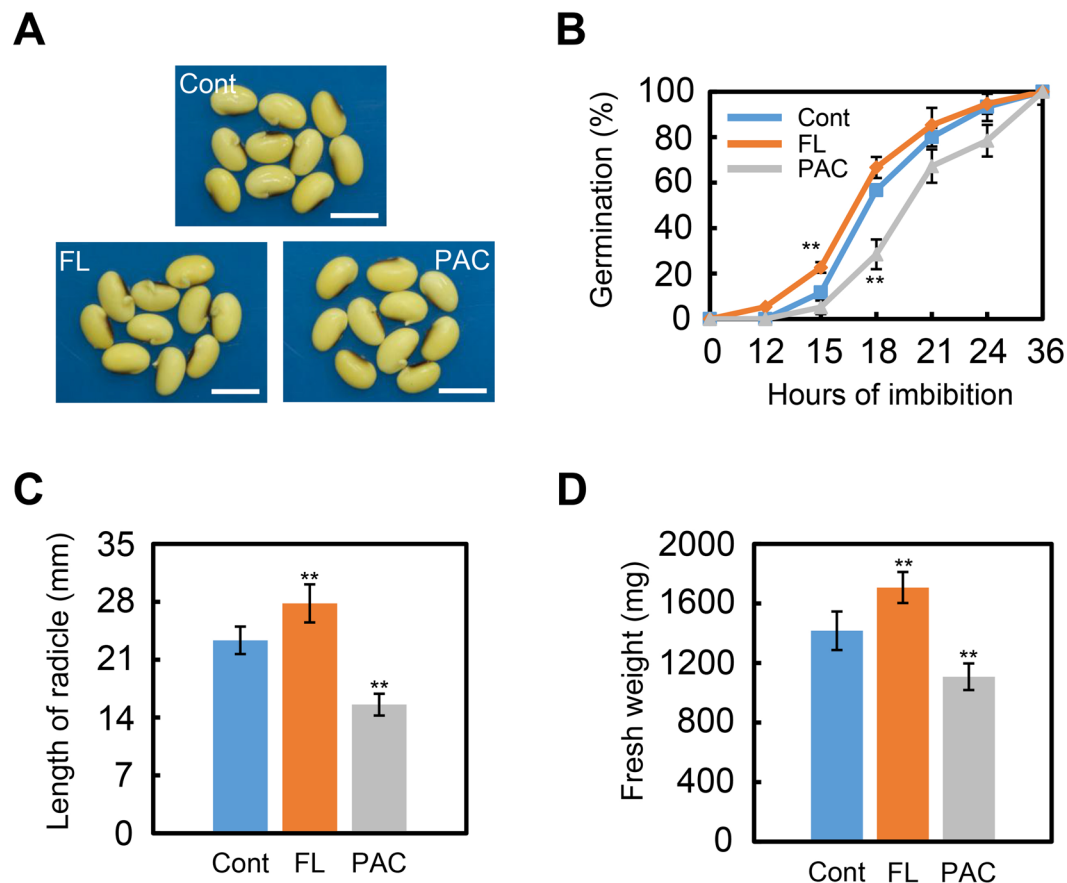 A
Cont
FL
PAC
B
Germination (%)
100
80
60
40
20
0
Cont
FL
PAC
**
**
0 12 15 18 21 24 36
Hours of imbibition
C
Length of radicle (mm)
35
28
21
14
7
0
**
**
Cont FL PAC
D
Fresh weight (mg)
2000
1600
1200
800
400
0
**
**
Cont FL PAC